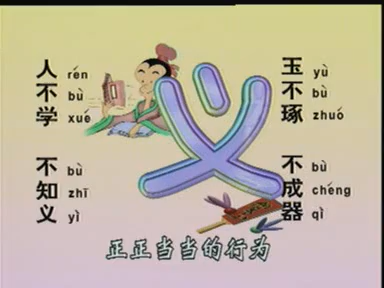 玉 yù
不 bù
琢 zhuó
不 bù
成 chéng
器 qì
人 rén
不 bù
学 xué
不 bù
知 zhī
义 yì
义
正正当当的行为